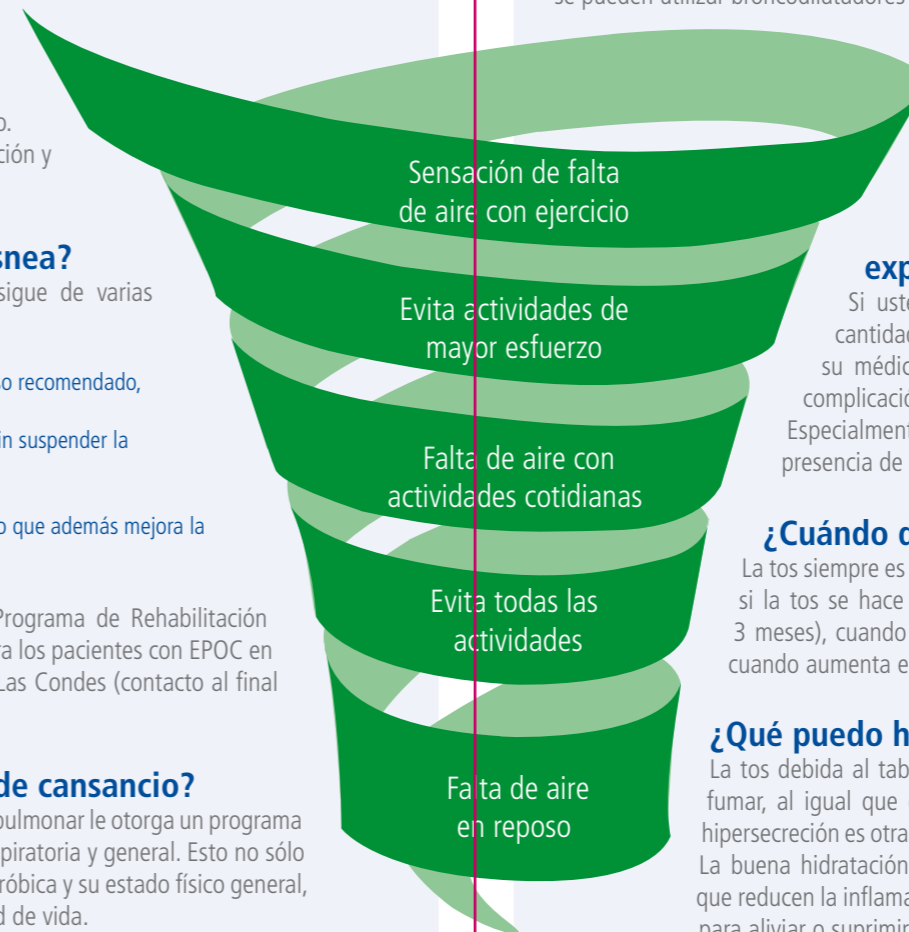 ción y
snea?
sigue de varias
so recomendado,
in suspender la
o que además mejora la
Programa de Rehabilitación
ra los pacientes con EPOC en
Las Condes (contacto al final
de cansancio?
pulmonar le otorga un programa
piratoria y general. Esto no sólo
róbica y su estado físico general,
d de vida.
Sensación de falta
de aire con ejercicio
Evita actividades de
mayor esfuerzo
Falta de aire con
actividades cotidianas
Evita todas las
actividades
Falta de aire
en reposo
se pueden utilizar broncodilatadores
exp
Si uste
cantidad
su médic
complicació
Especialment
presencia de
¿Cuándo d
La tos siempre es
si la tos se hace
3 meses), cuando
cuando aumenta e
¿Qué puedo h
La tos debida al tab
fumar, al igual que
hipersecreción es otra
La buena hidratación
que reducen la inflama
para aliviar o suprimir